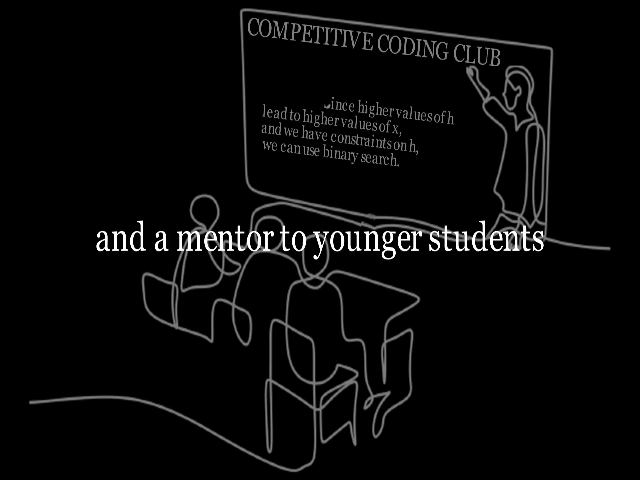 COMPETITIVE CODING CLUB
ince higher values of h
lead to higher values of x,
and we have constraints on h,
we can use binary search.
and a mentor to younger students